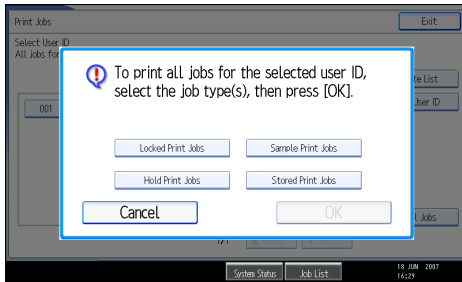 Print Jobs
Exit
Select User ID
All jobs for
To print all jobs for the selected user ID,
select the job type(s), then press [OK].
te List
User ID
001
Locked Print Jobs
Sample Print Jobs
Hold Print Jobs
Stored Print Jobs
Cancel
OK
Jobs
1/1
System Status
Job List
18 JUN 2007
16:29